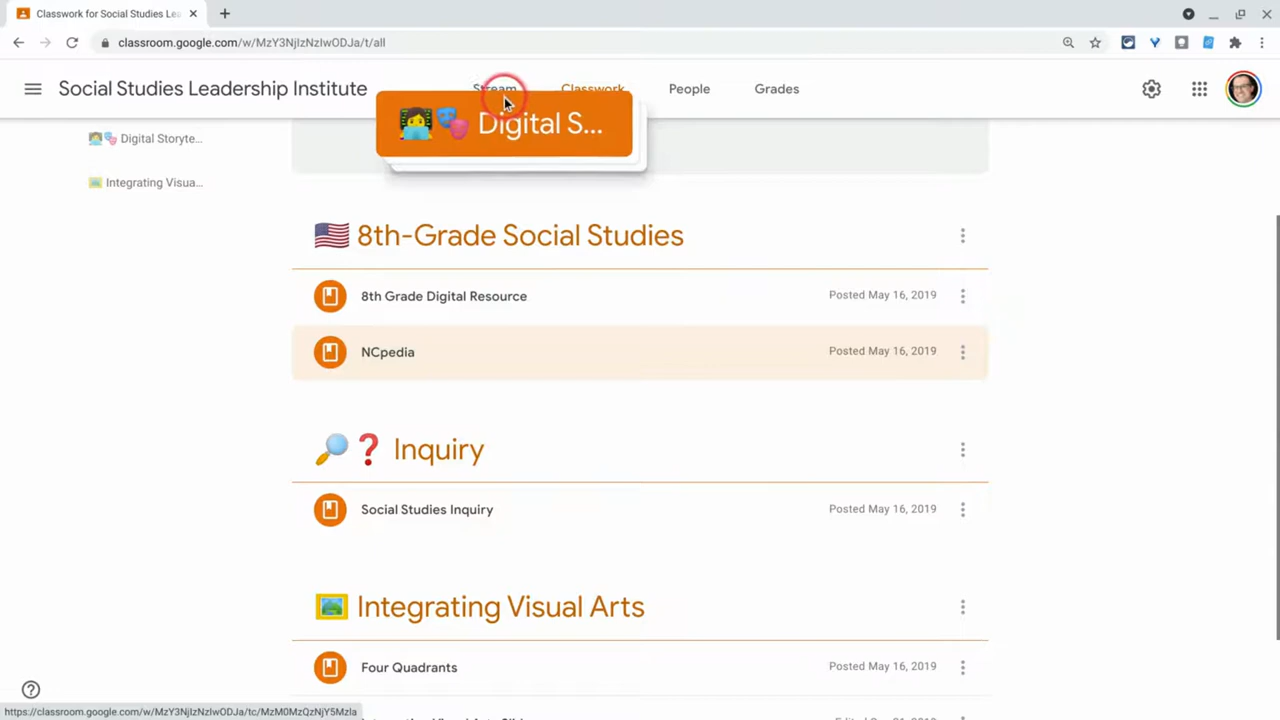 Classwork for Social Studies Lea
classroom.google.com/w/MzY3NjIzNzIwODJa/t/all
Social Studies Leadership Institute
Stream
Classwork
People
Grades
Digital S...
Digital Storyte...
Integrating Visua...
8th-Grade Social Studies
8th Grade Digital Resource
Posted May 16, 2019
NCpedia
Posted May 16, 2019
Inquiry
Social Studies Inquiry
Posted May 16, 2019
Integrating Visual Arts
Four Quadrants
Posted May 16, 2019
https://classroom.google.com/w/MzY3NjIzNzIwODJa/tc/MzM0MzQzNjY5MzIa